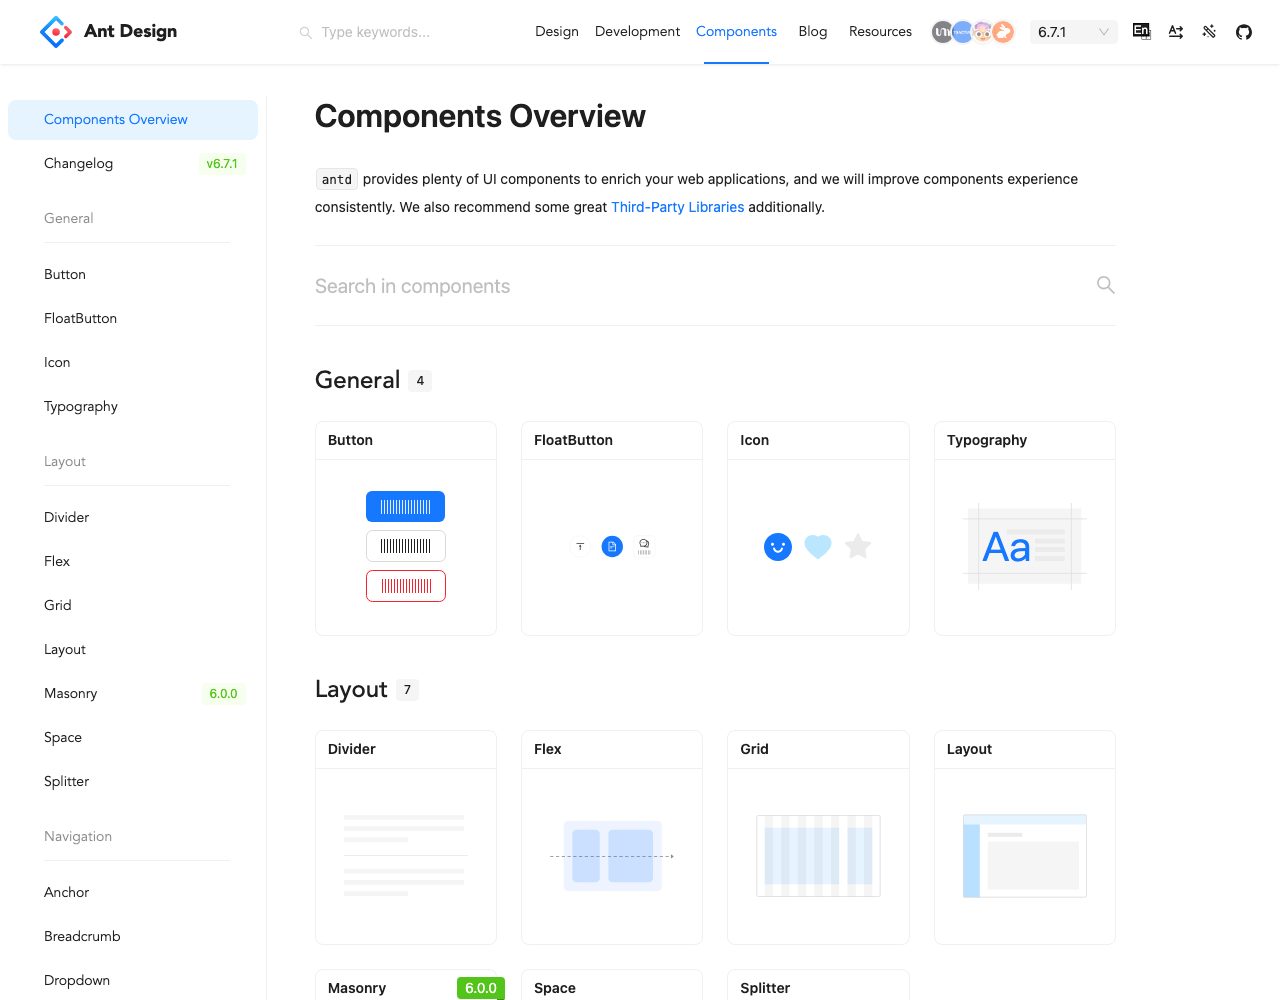 Ant Design
Type keywords...
Design
Development
Components
Blog
Resources
6.7.1
En
Components Overview
Changelog
v6.7.1
General
Button
FloatButton
Icon
Typography
Layout
Divider
Flex
Grid
Layout
Masonry
6.0.0
Space
Splitter
Navigation
Anchor
Breadcrumb
Dropdown
Components Overview
antd provides plenty of UI components to enrich your web applications, and we will improve components experience
consistently. We also recommend some great Third-Party Libraries additionally.
Search in components
General 4
Button
FloatButton
Icon
Typography
Aa
Layout 7
Divider
Flex
Grid
Layout
Masonry
6.0.0
Space
Splitter